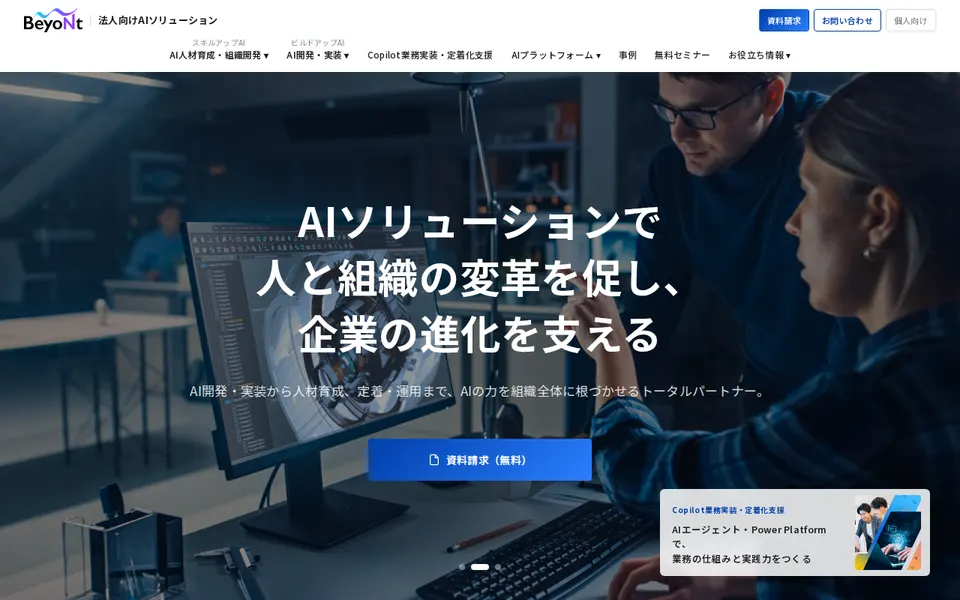 BeyoNt
法人向けAIソリューション
資料請求
お問い合わせ
個人向け
スキルアップAI
AI人材育成・組織開発 ▾
ビルドアップAI
AI開発・実装 ▾
Copilot業務実装・定着化支援
AIプラットフォーム ▾
事例
無料セミナー
お役立ち情報 ▾
AIソリューションで
人と組織の変革を促し、
企業の進化を支える
AI開発・実装から人材育成、定着・運用まで、AIの力を組織全体に根づかせるトータルパートナー。
資料請求（無料）
Copilot業務実装・定着化支援
AIエージェント・Power Platform
で、
業務の仕組みと実践力をつくる